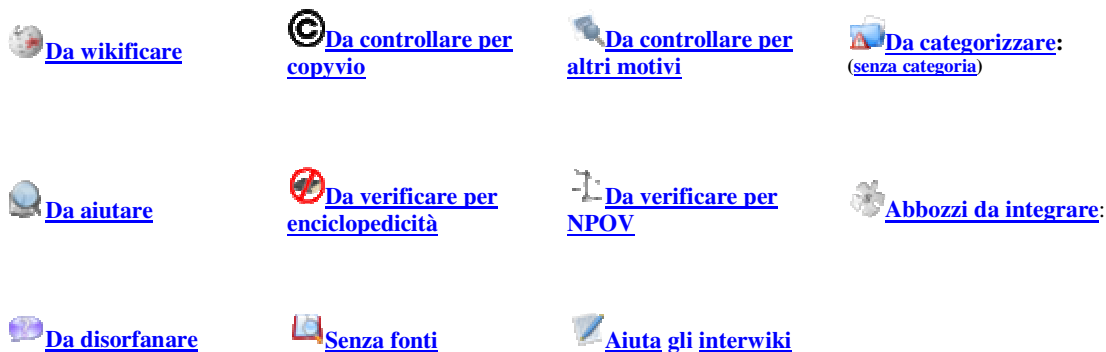 Da wikificare
Da controllare per
copyvio
Da controllare per
altri motivi
Da categorizzare:
(senza categoria)
Da aiutare
Da verificare per
enciclopedicità
Da verificare per
NPOV
Abbozzi da integrare:
Da disorfanare
Senza fonti
Aiuta gli interwiki